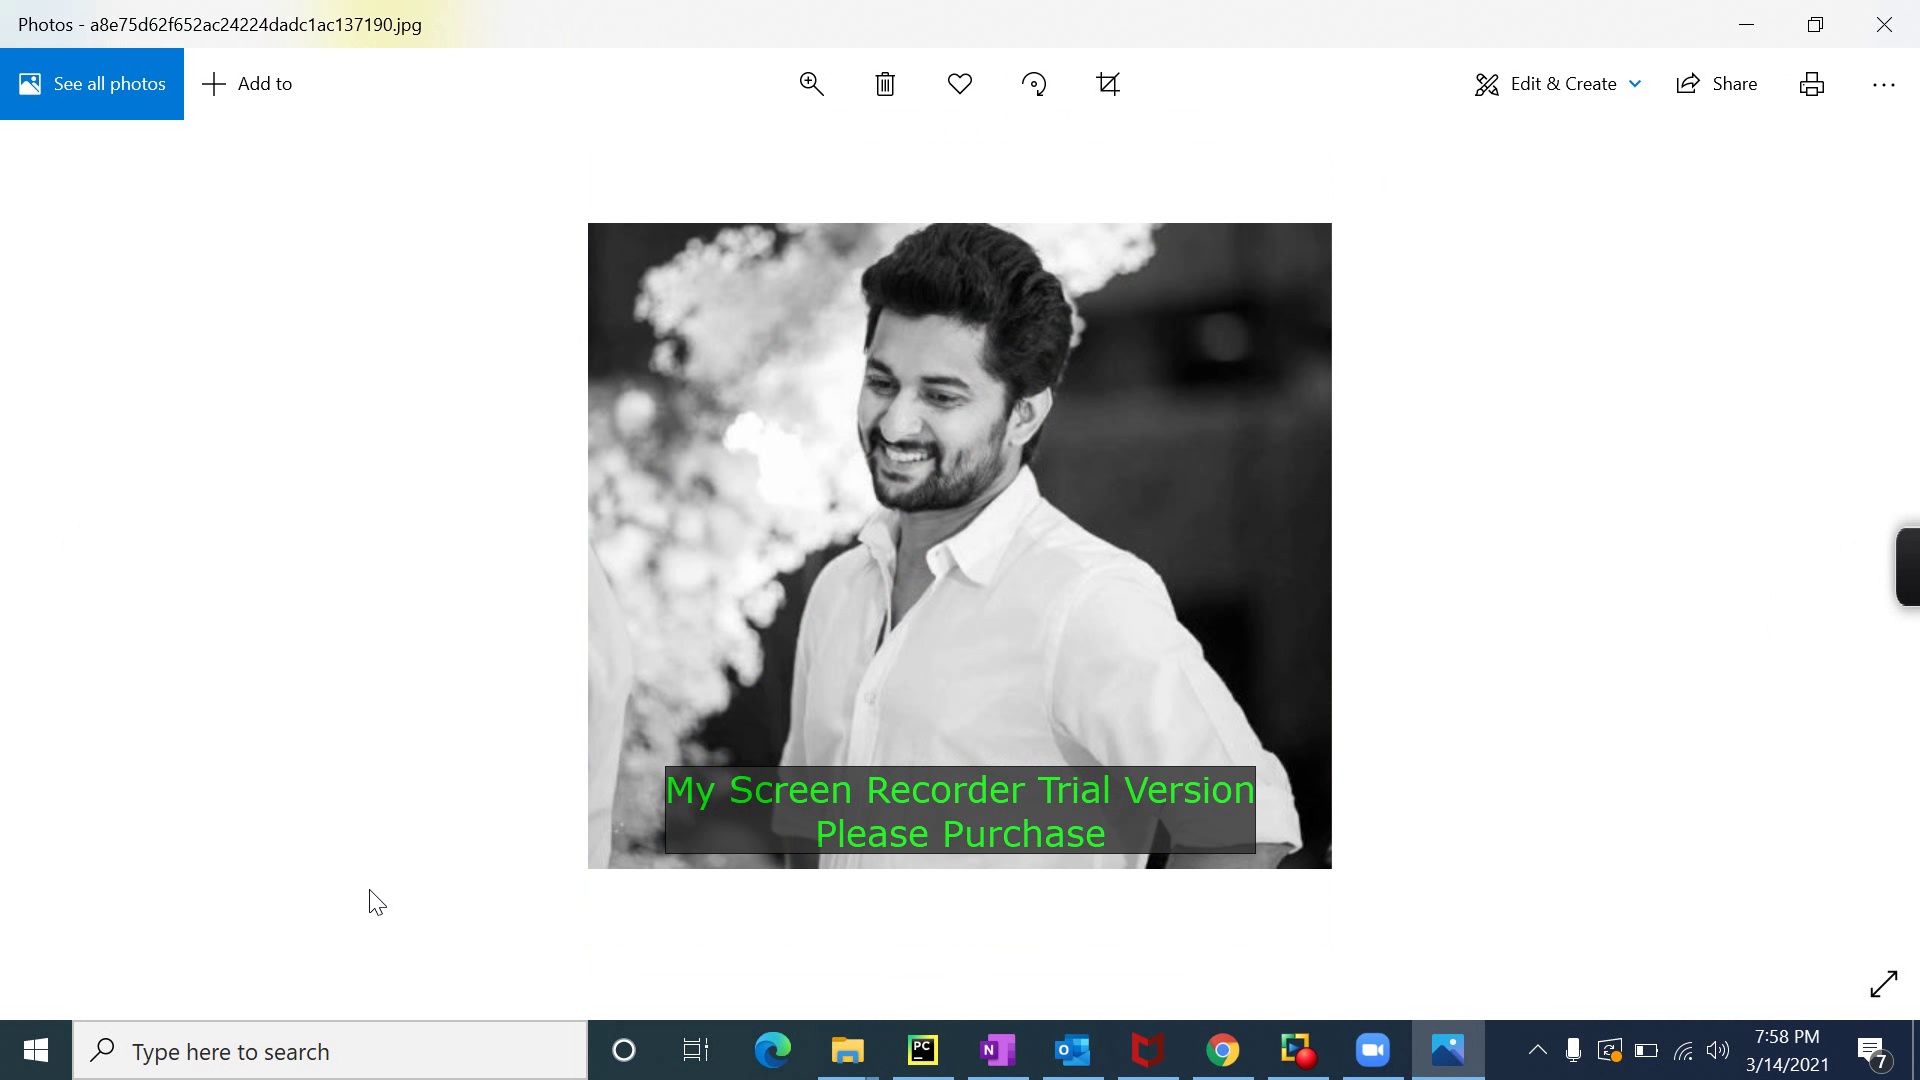 Photos - a8e75d62f652ac24224dadc1ac137190.jpg
See all photos
Add to
Edit & Create
Share
My Screen Recorder Trial Version
Please Purchase
Type here to search
PC
N
O
7:58 PM
3/14/2021
7